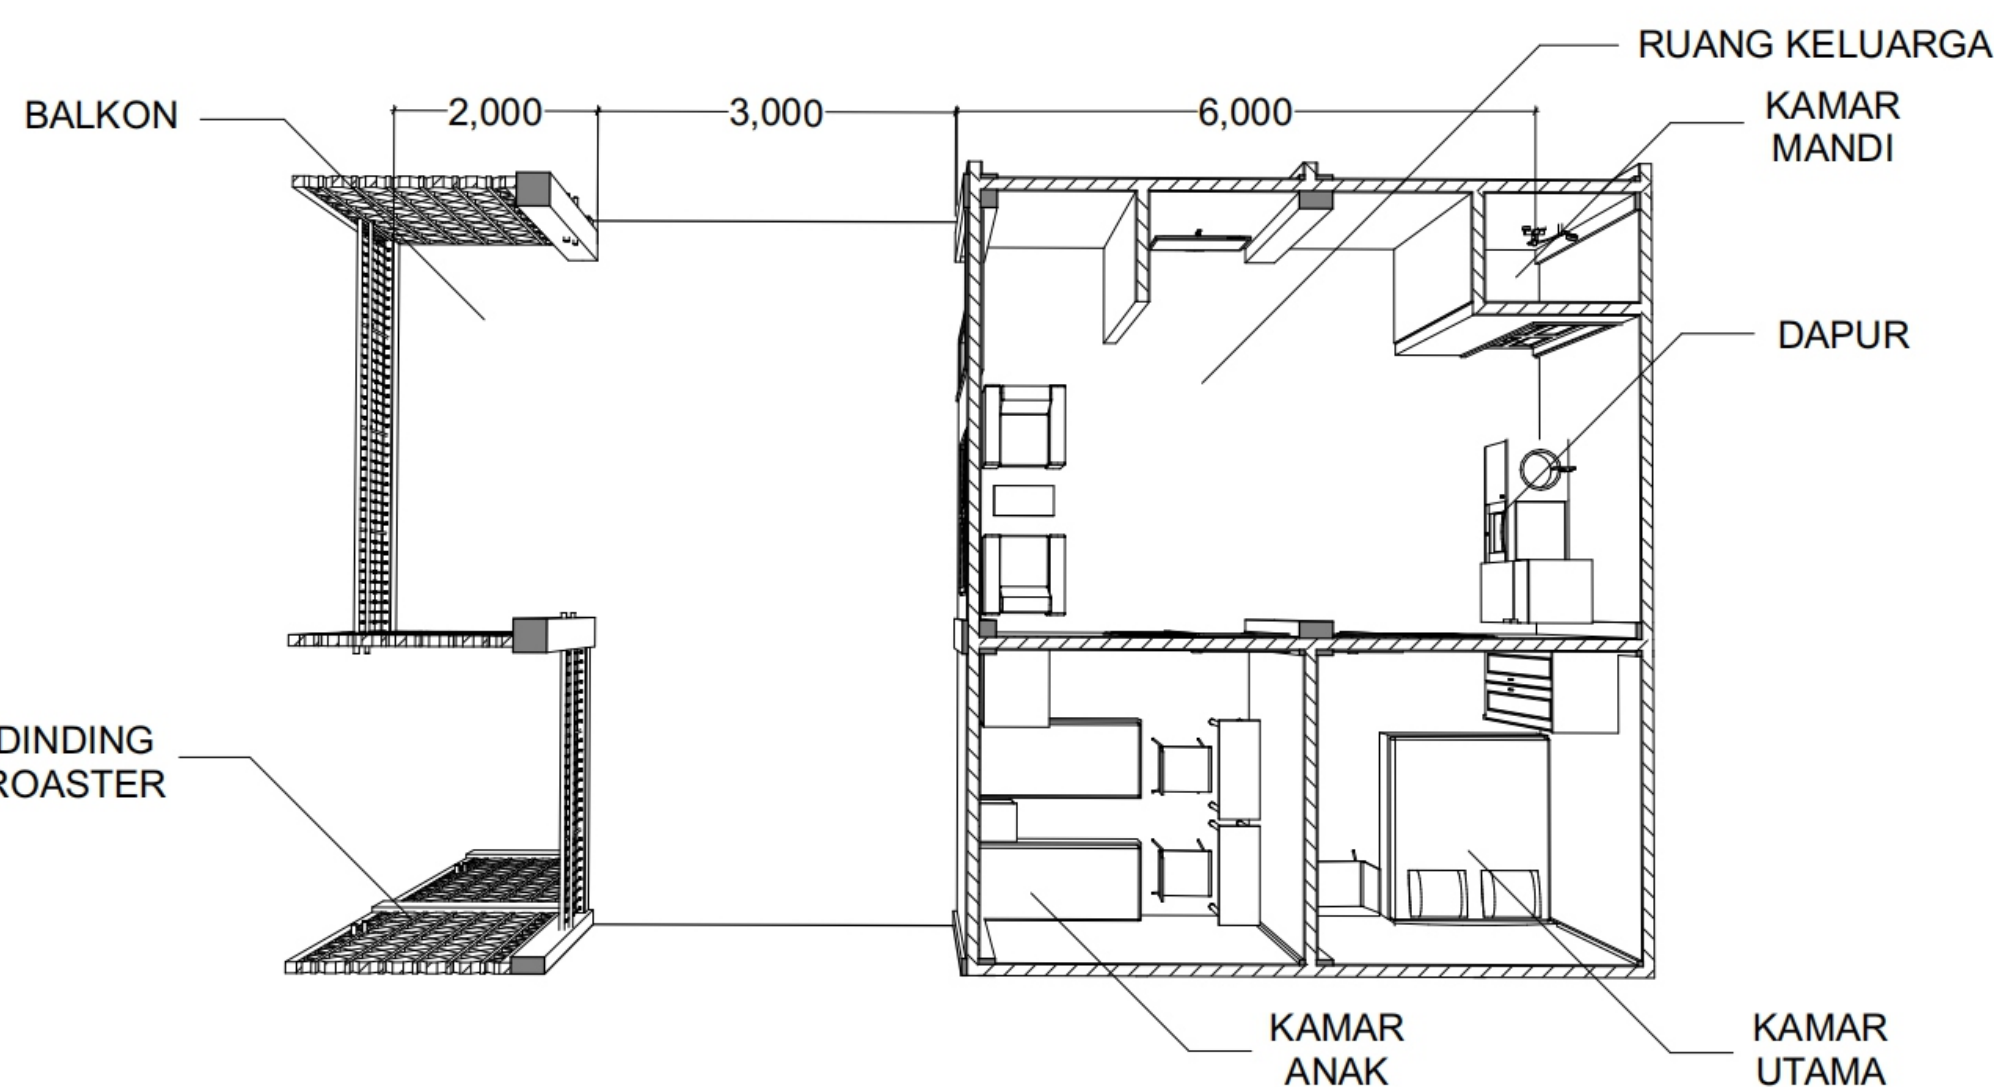 RUANG KELUARGA
BALKON
2,000
3,000
6,000
KAMAR
MANDI
DAPUR
DINDING
ROASTER
KAMAR
ANAK
KAMAR
UTAMA